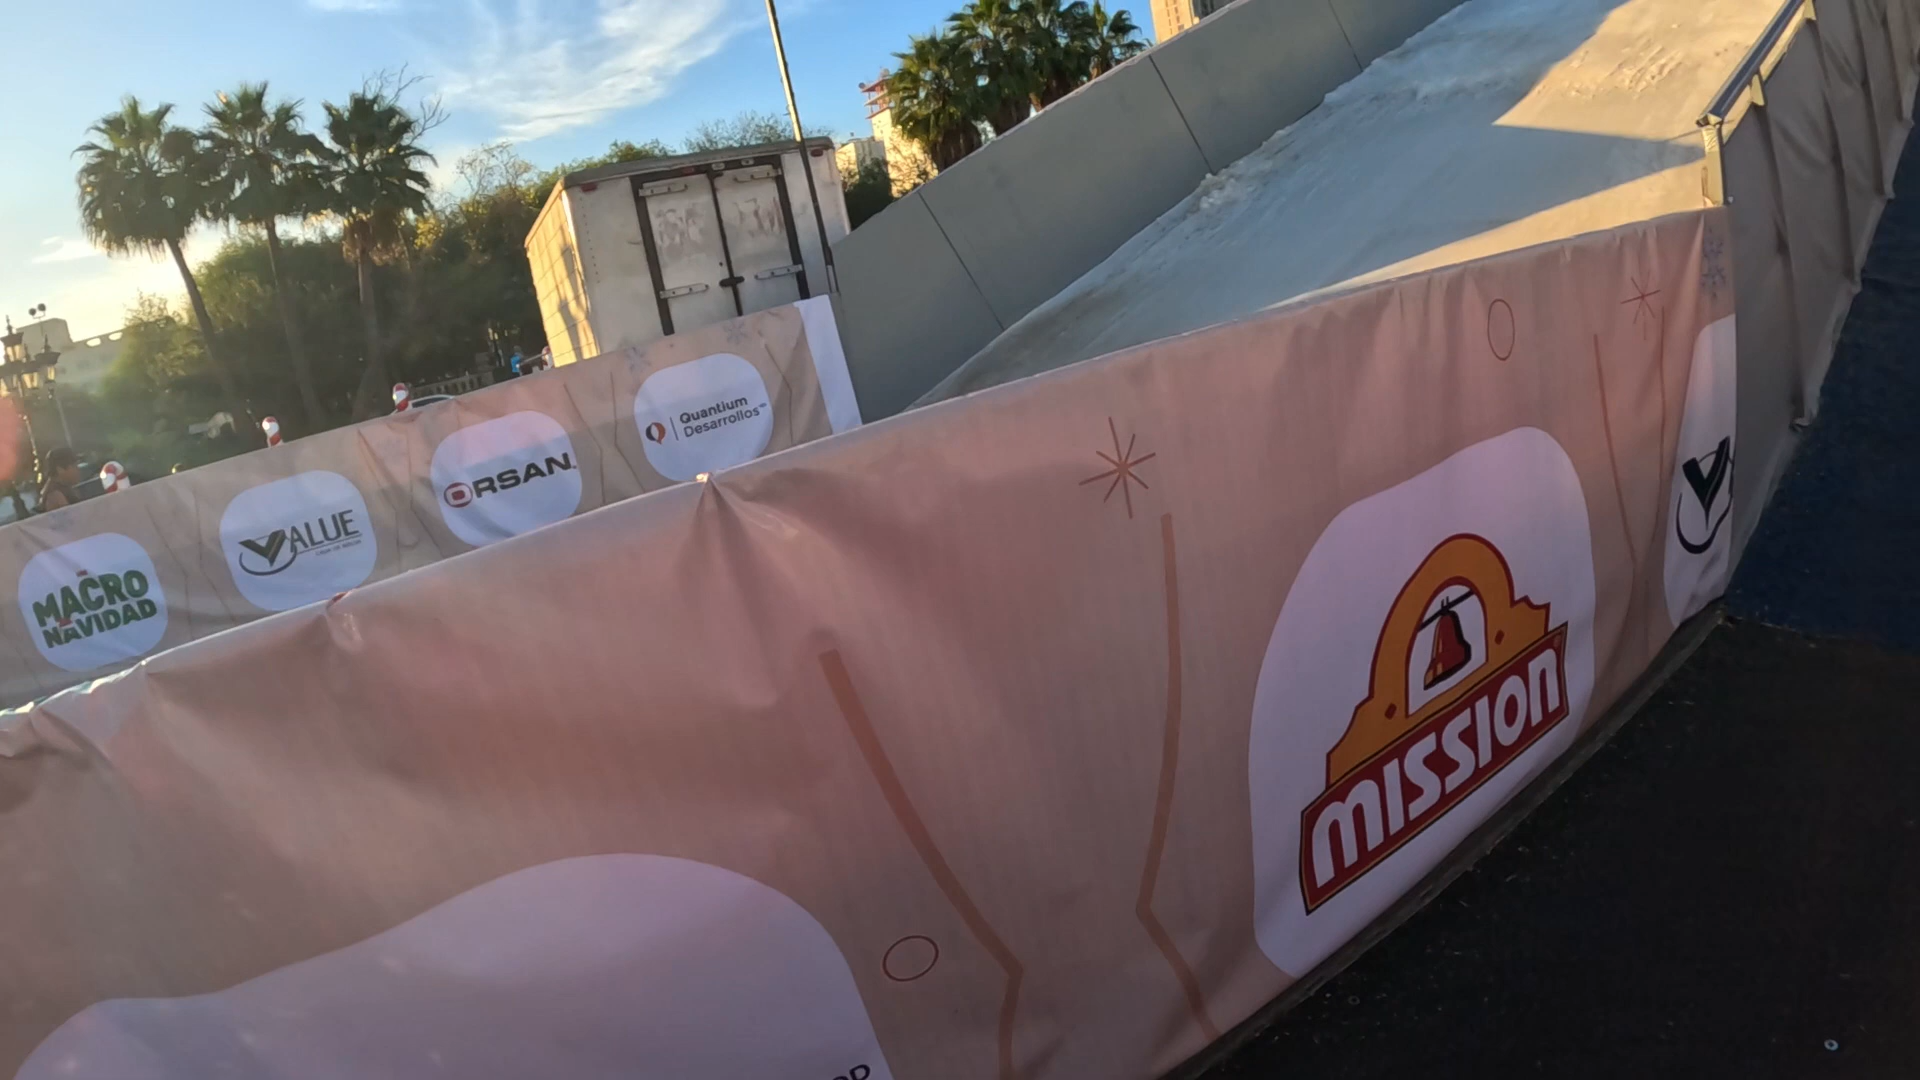 Quantium
Desarrollos
ORSAN
VALUE
MACRO
NAVIDAD
mission